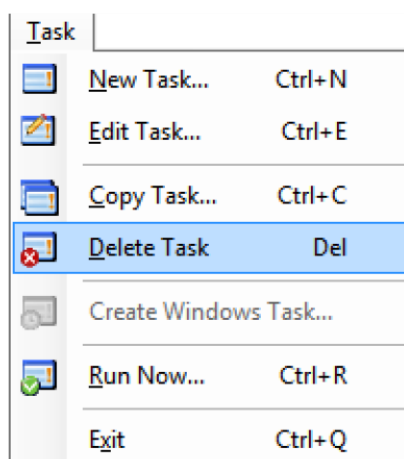 Task
New Task... Ctrl+N
Edit Task... Ctrl+E
Copy Task... Ctrl+C
Delete Task Del
Create Windows Task...
Run Now... Ctrl+R
Exit Ctrl+Q